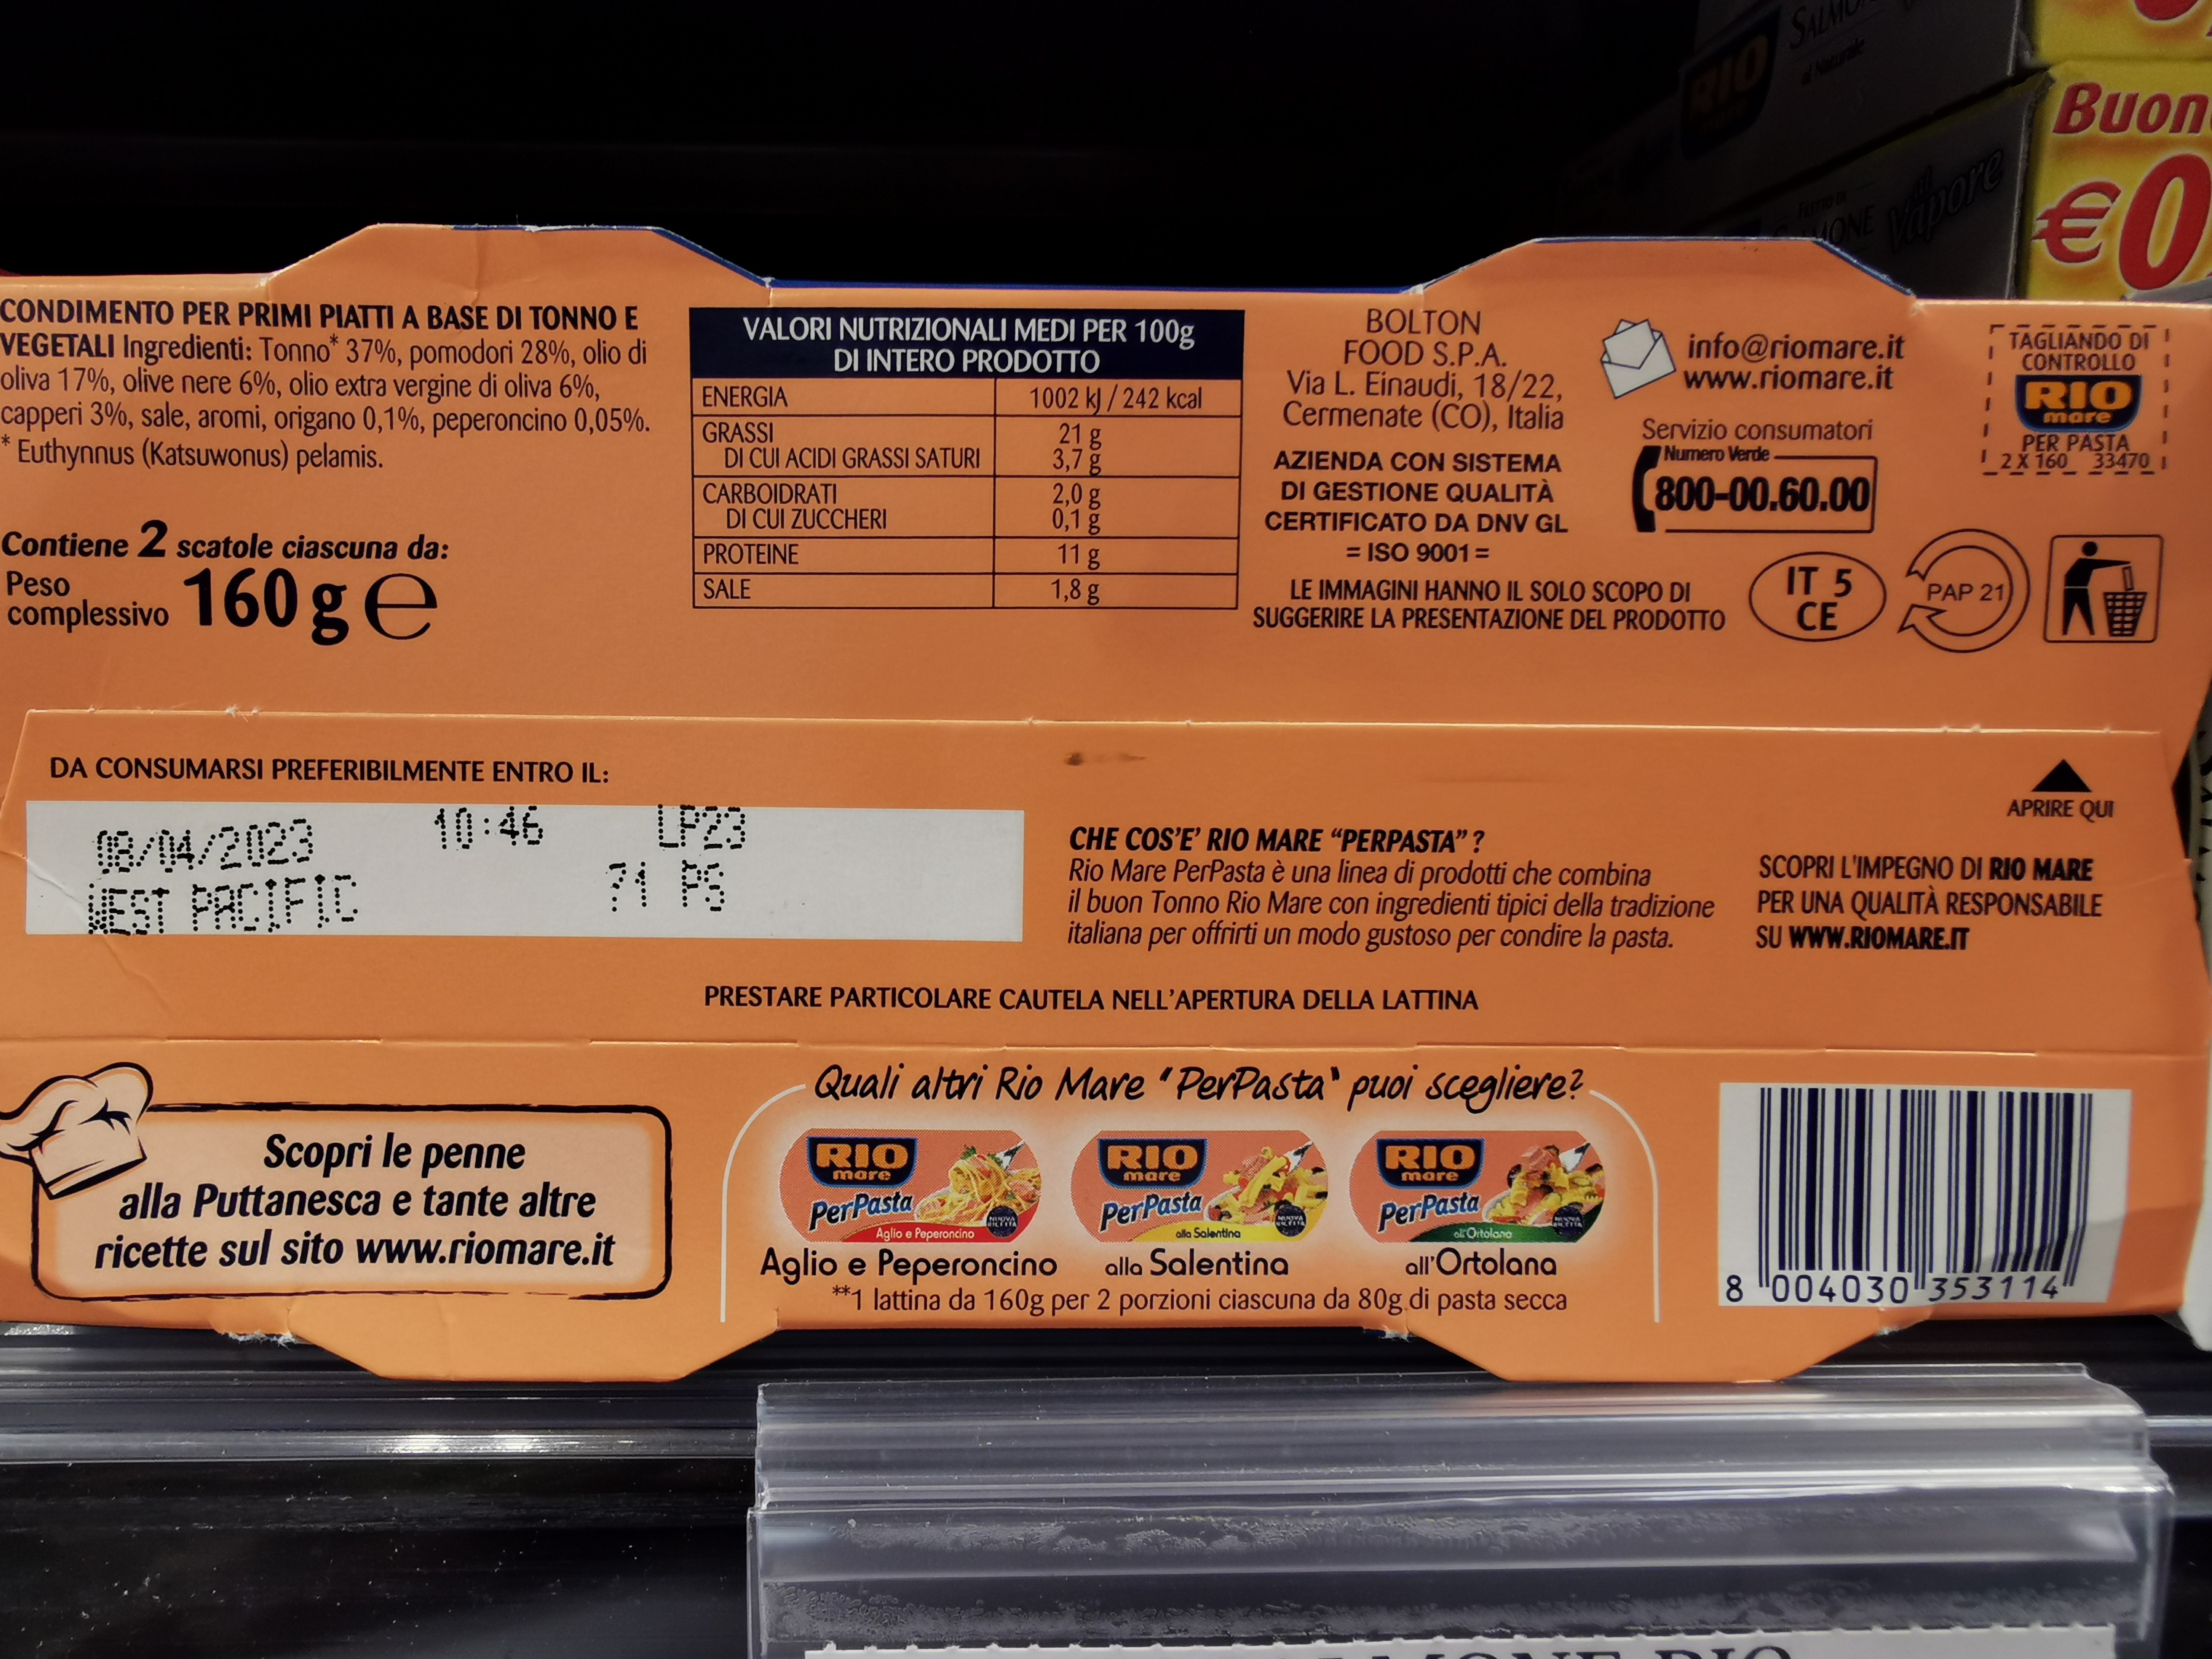 SALMO
al Naturale
RIO
Buon
€0
Vapore
CONDIMENTO PER PRIMI PIATTI A BASE DI TONNO E
VEGETALI Ingredienti: Tonno* 37%, pomodori 28%, olio di
oliva 17%, olive nere 6%, olio extra vergine di oliva 6%,
capperi 3%, sale, aromi, origano 0,1%, peperoncino 0,05%.
* Euthynnus (Katsuwonus) pelamis.
Contiene 2 scatole ciascuna da:
Peso
complessivo 160 g e
VALORI NUTRIZIONALI MEDI PER 100g
DI INTERO PRODOTTO
ENERGIA 1002 kJ / 242 kcal
GRASSI 21 g
DI CUI ACIDI GRASSI SATURI 3,7 g
CARBOIDRATI 2,0 g
DI CUI ZUCCHERI 0,1 g
PROTEINE 11 g
SALE 1,8 g
BOLTON
FOOD S.P.A.
Via L. Einaudi, 18/22,
Cermenate (CO), Italia
AZIENDA CON SISTEMA
DI GESTIONE QUALITÀ
CERTIFICATO DA DNV GL
= ISO 9001 =
LE IMMAGINI HANNO IL SOLO SCOPO DI
SUGGERIRE LA PRESENTAZIONE DEL PRODOTTO
info@riomare.it
www.riomare.it
Servizio consumatori
Numero Verde
800-00.60.00
TAGLIANDO DI
CONTROLLO
RIO
mare
PER PASTA
2 X 160 33470
IT 5
CE
PAP 21
DA CONSUMARSI PREFERIBILMENTE ENTRO IL:
08/04/2023 10:46 LP23
WEST PACIFIC 71 PS
CHE COS'E' RIO MARE “PERPASTA” ?
Rio Mare PerPasta è una linea di prodotti che combina
il buon Tonno Rio Mare con ingredienti tipici della tradizione
italiana per offrirti un modo gustoso per condire la pasta.
APRIRE QUI
SCOPRI L'IMPEGNO DI RIO MARE
PER UNA QUALITÀ RESPONSABILE
SU WWW.RIOMARE.IT
PRESTARE PARTICOLARE CAUTELA NELL'APERTURA DELLA LATTINA
Scopri le penne
alla Puttanesca e tante altre
ricette sul sito www.riomare.it
Quali altri Rio Mare “PerPasta” puoi scegliere?
RIO
mare
PerPasta
NUOVA
RICETTA
Aglio e Peperoncino
RIO
mare
PerPasta
NUOVA
RICETTA
alla Salentina
RIO
mare
PerPasta
NUOVA
RICETTA
all'Ortolana
Aglio e Peperoncino alla Salentina all'Ortolana
**1 lattina da 160g per 2 porzioni ciascuna da 80g di pasta secca
8 004030 353114